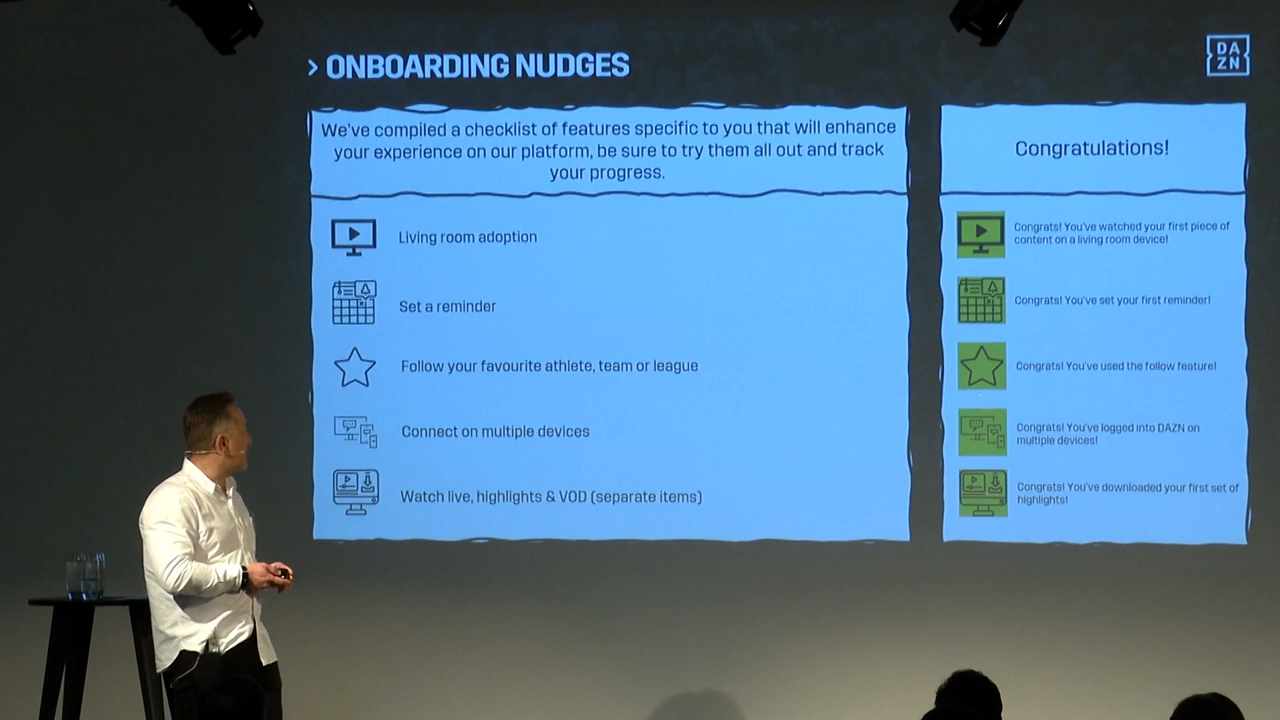 > ONBOARDING NUDGES
DA
ZN
We've compiled a checklist of features specific to you that will enhance
your experience on our platform, be sure to try them all out and track
your progress.
Living room adoption
Set a reminder
Follow your favourite athlete, team or league
Connect on multiple devices
Watch live, highlights & VOD (separate items)
Congratulations!
Congrats! You've watched your first piece of
content on a living room device!
Congrats! You've set your first reminder!
Congrats! You've used the follow feature!
Congrats! You've logged into DAZN on
multiple devices!
Congrats! You've downloaded your first set of
highlights!